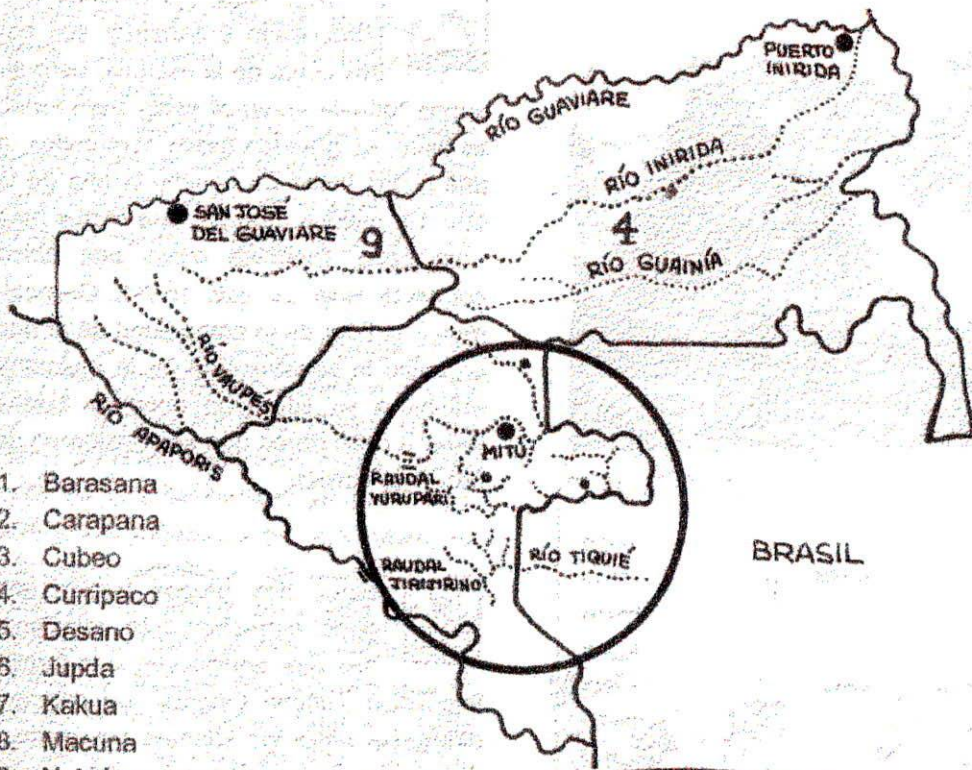 PUERTO
INIRIDA
RÍO GUAVIARE
RÍO INIRIDA
SAN JOSÉ
DEL GUAVIARE
9
4
RÍO GUAINÍA
RÍO VAUPÉS
RÍO APAPORIS
MITÚ
RAUDAL
YURUPARÍ
RAUDAL
RÍO TIQUIÉ
BRASIL
1. Barasana
2. Carapana
3. Cubeo
4. Curripaco
5. Desano
6. Jupda
7. Kakua
8. Macuna